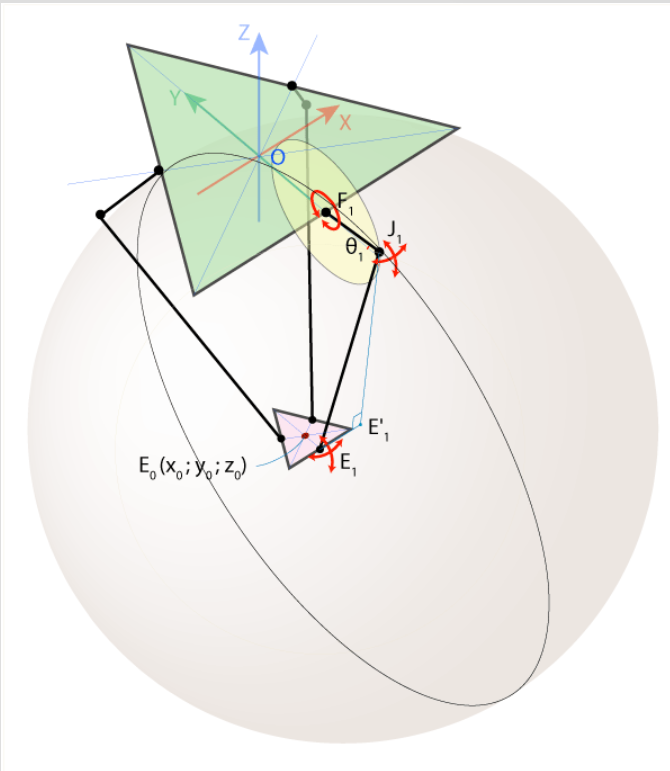 Z
Y
X
O
F₁
J₁
θ₁
E'₁
E₀(x₀;y₀;z₀)
E₁